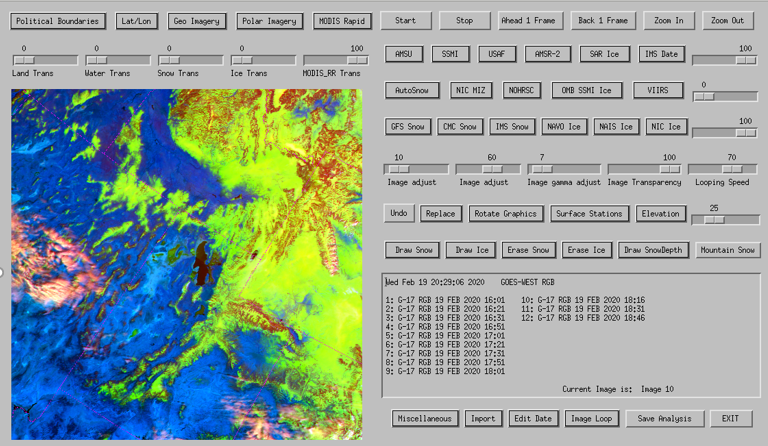 Political Boundaries Lat/Lon Geo Imagery Polar Imagery MODIS Rapid
0 0 0 0 100
Land Trans Water Trans Snow Trans Ice Trans MODIS_RR Trans
Start Stop Ahead 1 Frame Back 1 Frame Zoom In Zoom Out
AMSU SSMI USAF AMSR-2 SAR Ice IMS Date 100
AutoSnow NIC MIZ NOHRSC OMB SSMI Ice VIIRS 0
GFS Snow CMC Snow IMS Snow NAVO Ice NAIS Ice NIC Ice 100
10 60 7 100 70
Image adjust Image adjust Image gamma adjust Image Transparency Looping Speed
Undo Replace Rotate Graphics Surface Stations Elevation 25
Draw Snow Draw Ice Erase Snow Erase Ice Draw SnowDepth Mountain Snow
Wed Feb 19 20:29:06 2020 GOES-WEST RGB
1: G-17 RGB 19 FEB 2020 16:01 10: G-17 RGB 19 FEB 2020 18:16
2: G-17 RGB 19 FEB 2020 16:21 11: G-17 RGB 19 FEB 2020 18:31
3: G-17 RGB 19 FEB 2020 16:31 12: G-17 RGB 19 FEB 2020 18:46
4: G-17 RGB 19 FEB 2020 16:51
5: G-17 RGB 19 FEB 2020 17:01
6: G-17 RGB 19 FEB 2020 17:21
7: G-17 RGB 19 FEB 2020 17:31
8: G-17 RGB 19 FEB 2020 17:51
9: G-17 RGB 19 FEB 2020 18:01
Current Image is: Image 10
Miscellaneous Import Edit Date Image Loop Save Analysis EXIT